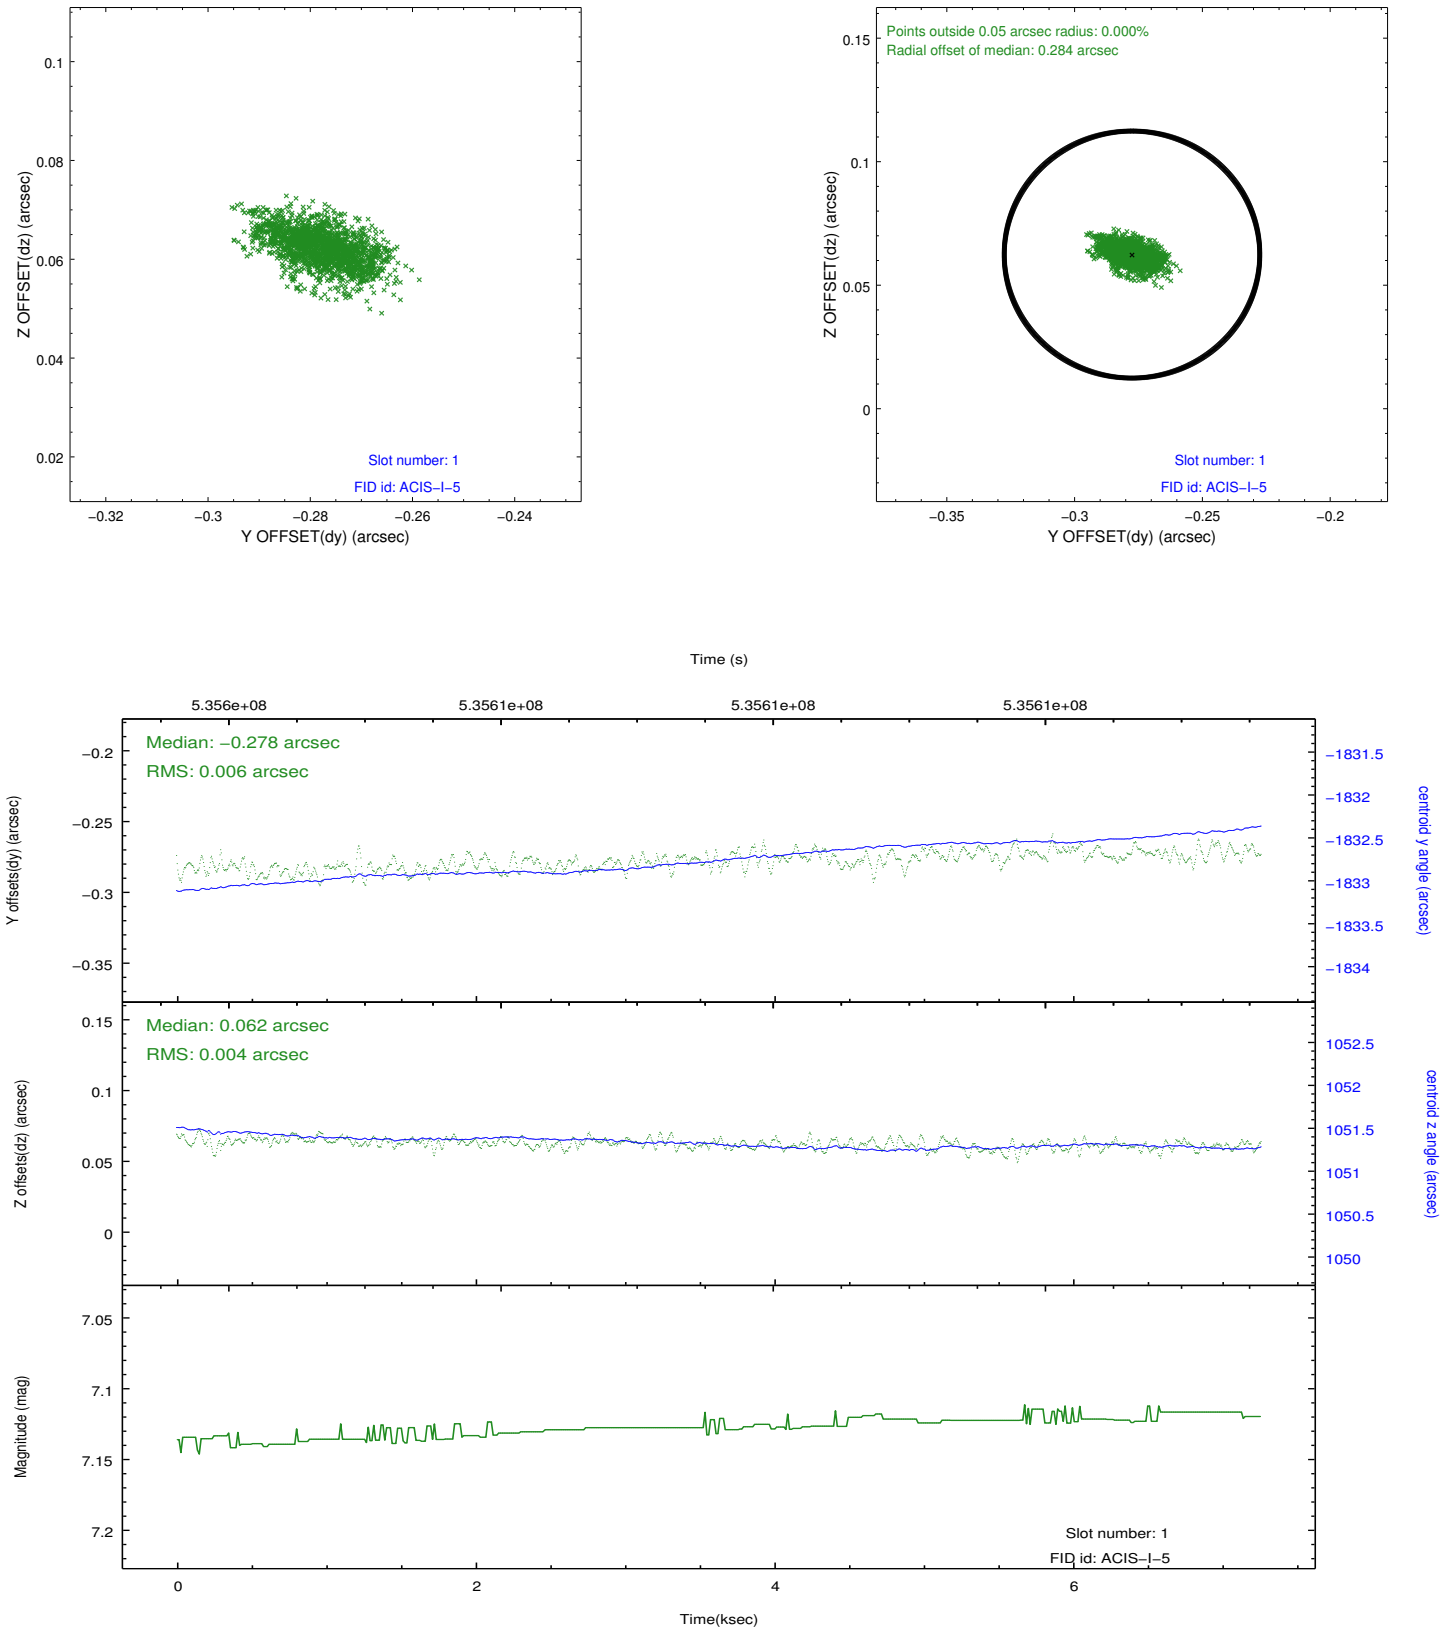 0.1
0.08
0.06
0.04
0.02
Z OFFSET(dz) (arcsec)
Slot number: 1
FID id: ACIS−I−5
−0.32 −0.3 −0.28 −0.26 −0.24
Y OFFSET(dy) (arcsec)
Points outside 0.05 arcsec radius: 0.000%
Radial offset of median: 0.284 arcsec
0.15
0.1
0.05
0
Z OFFSET(dz) (arcsec)
Slot number: 1
FID id: ACIS−I−5
−0.35 −0.3 −0.25 −0.2
Y OFFSET(dy) (arcsec)
Time (s)
5.356e+08 5.3561e+08 5.3561e+08 5.3561e+08
Median: −0.278 arcsec
RMS: 0.006 arcsec
−0.2
−0.25
−0.3
−0.35
Y offsets(dy) (arcsec)
−1831.5
−1832
−1832.5
−1833
−1833.5
−1834
centroid y angle (arcsec)
Median: 0.062 arcsec
RMS: 0.004 arcsec
0.15
0.1
0.05
0
Z offsets(dz) (arcsec)
1052.5
1052
1051.5
1051
1050.5
1050
centroid z angle (arcsec)
7.05
7.1
7.15
7.2
Magnitude (mag)
Slot number: 1
FID id: ACIS−I−5
0 2 4 6
Time(ksec)